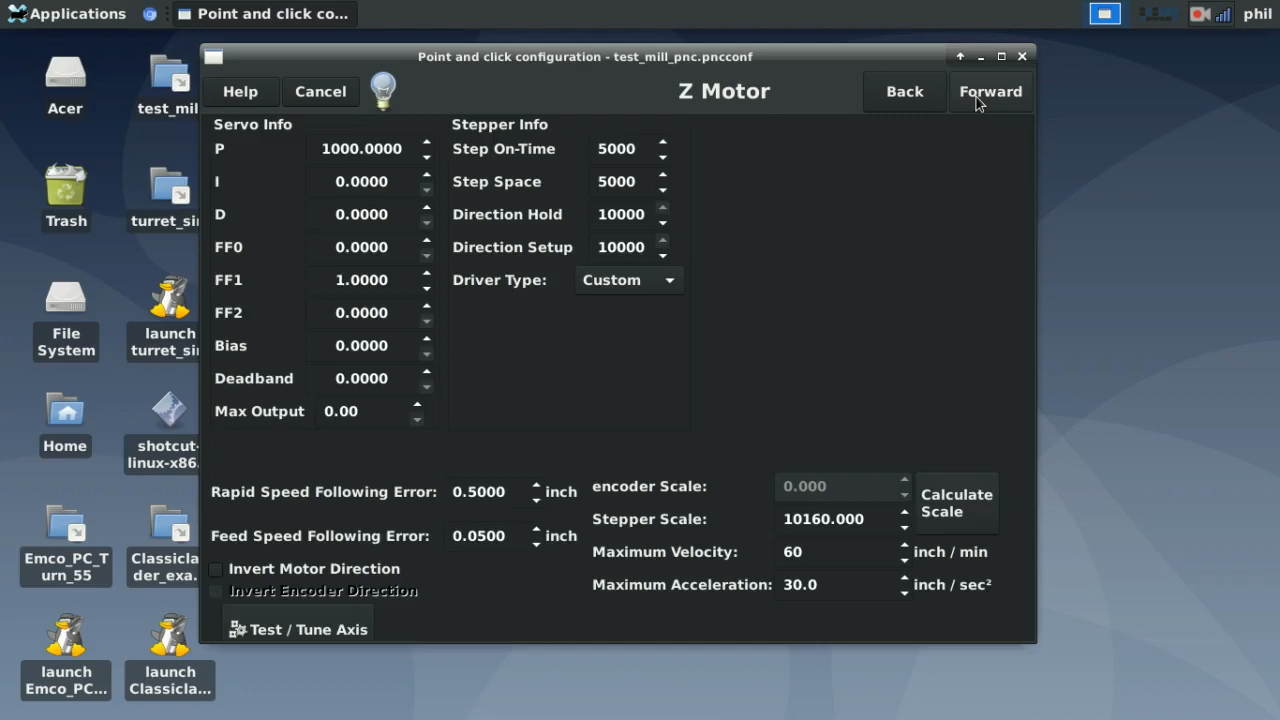 Applications
Point and click co...
phil
Acer
test_mil
Trash
turret_sir
File
System
launch
turret_sir
Home
shotcut-
linux-x86.
Emco_PC_T
urn_55
Classicla
der_exa.
launch
Emco_PC...
launch
Classicla...
Point and click configuration - test_mill_pnc.pncconf
Help
Cancel
Z Motor
Back
Forward
Servo Info
P 1000.0000
I 0.0000
D 0.0000
FF0 0.0000
FF1 1.0000
FF2 0.0000
Bias 0.0000
Deadband 0.0000
Max Output 0.00
Stepper Info
Step On-Time 5000
Step Space 5000
Direction Hold 10000
Direction Setup 10000
Driver Type: Custom
Rapid Speed Following Error: 0.5000 inch
Feed Speed Following Error: 0.0500 inch
Invert Motor Direction
Invert Encoder Direction
Test / Tune Axis
encoder Scale: 0.000
Stepper Scale: 10160.000
Calculate
Scale
Maximum Velocity: 60 inch / min
Maximum Acceleration: 30.0 inch / sec²